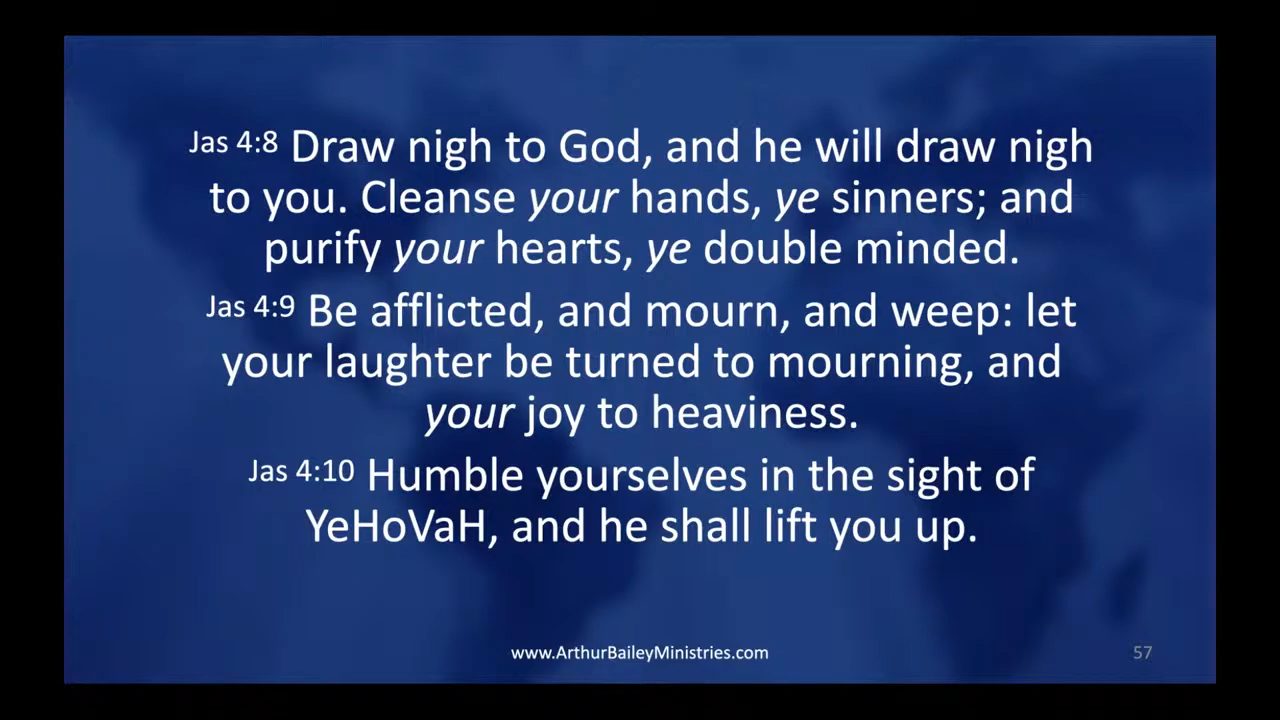 Jas 4:8 Draw nigh to God, and he will draw nigh
to you. Cleanse your hands, ye sinners; and
purify your hearts, ye double minded.
Jas 4:9 Be afflicted, and mourn, and weep: let
your laughter be turned to mourning, and
your joy to heaviness.
Jas 4:10 Humble yourselves in the sight of
YeHoVaH, and he shall lift you up.
www.ArthurBaileyMinistries.com
57